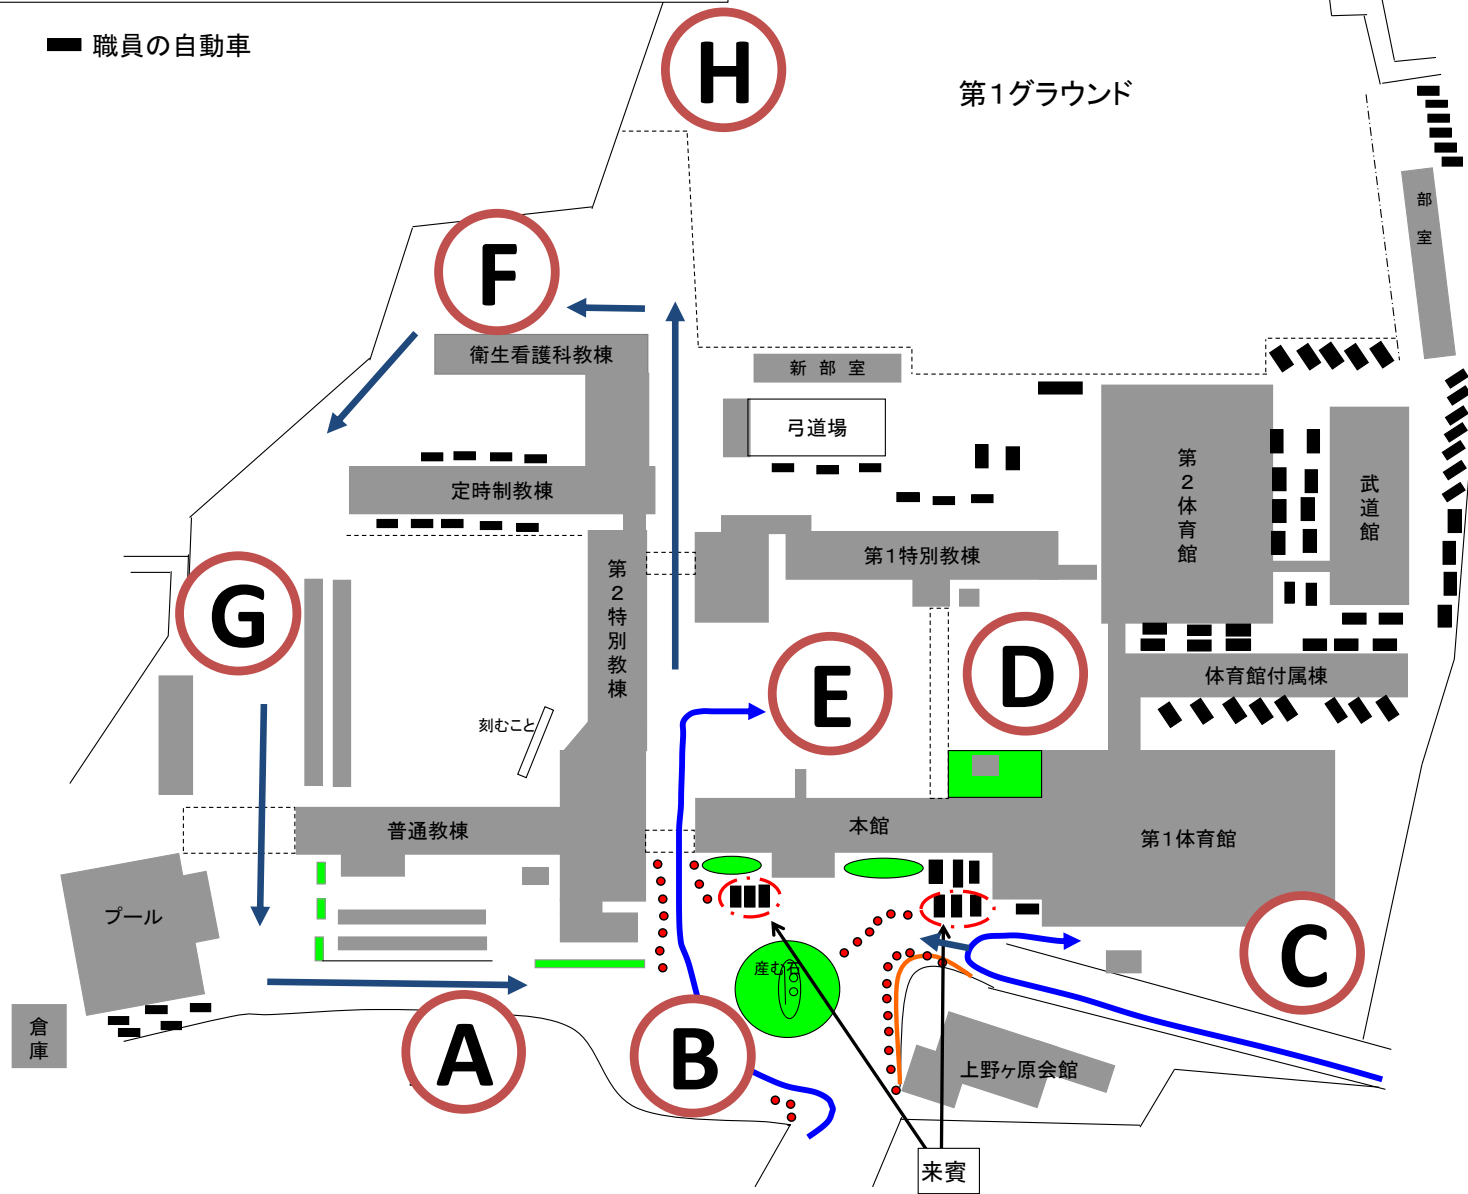 職員の自動車
H
第1グラウンド
部室
F
衛生看護科教棟
新 部 室
弓道場
定時制教棟
第2体育館
武道館
第1特別教棟
第2特別教棟
G
D
E
体育館付属棟
刻むこと
普通教棟
本館
第1体育館
プール
産む石
C
倉庫
A
B
上野ヶ原会館
来賓